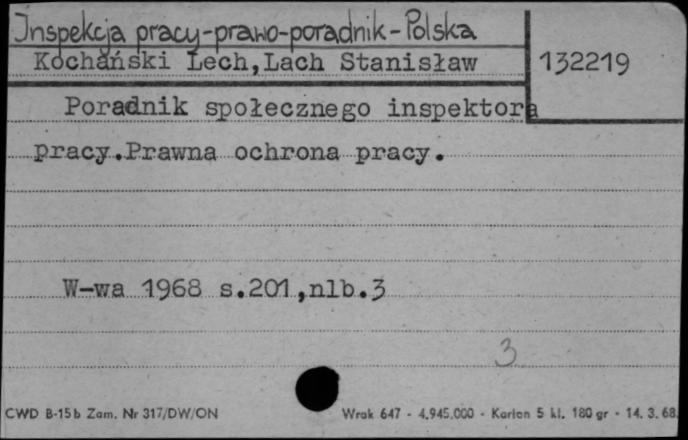 Inspekcja pracy-prawo-poradnik-Polska
Kochański Lech,Lach Stanisław
132219
Poradnik społecznego inspektora
pracy.Prawna ochrona pracy.
W-wa 1968 s.201,nlb.3
3
CWD B-15b Zam. Nr 317/DW/ON
Wrak 647 - 4.945.000 - Karton 5 kl. 180 gr - 14. 3. 68.